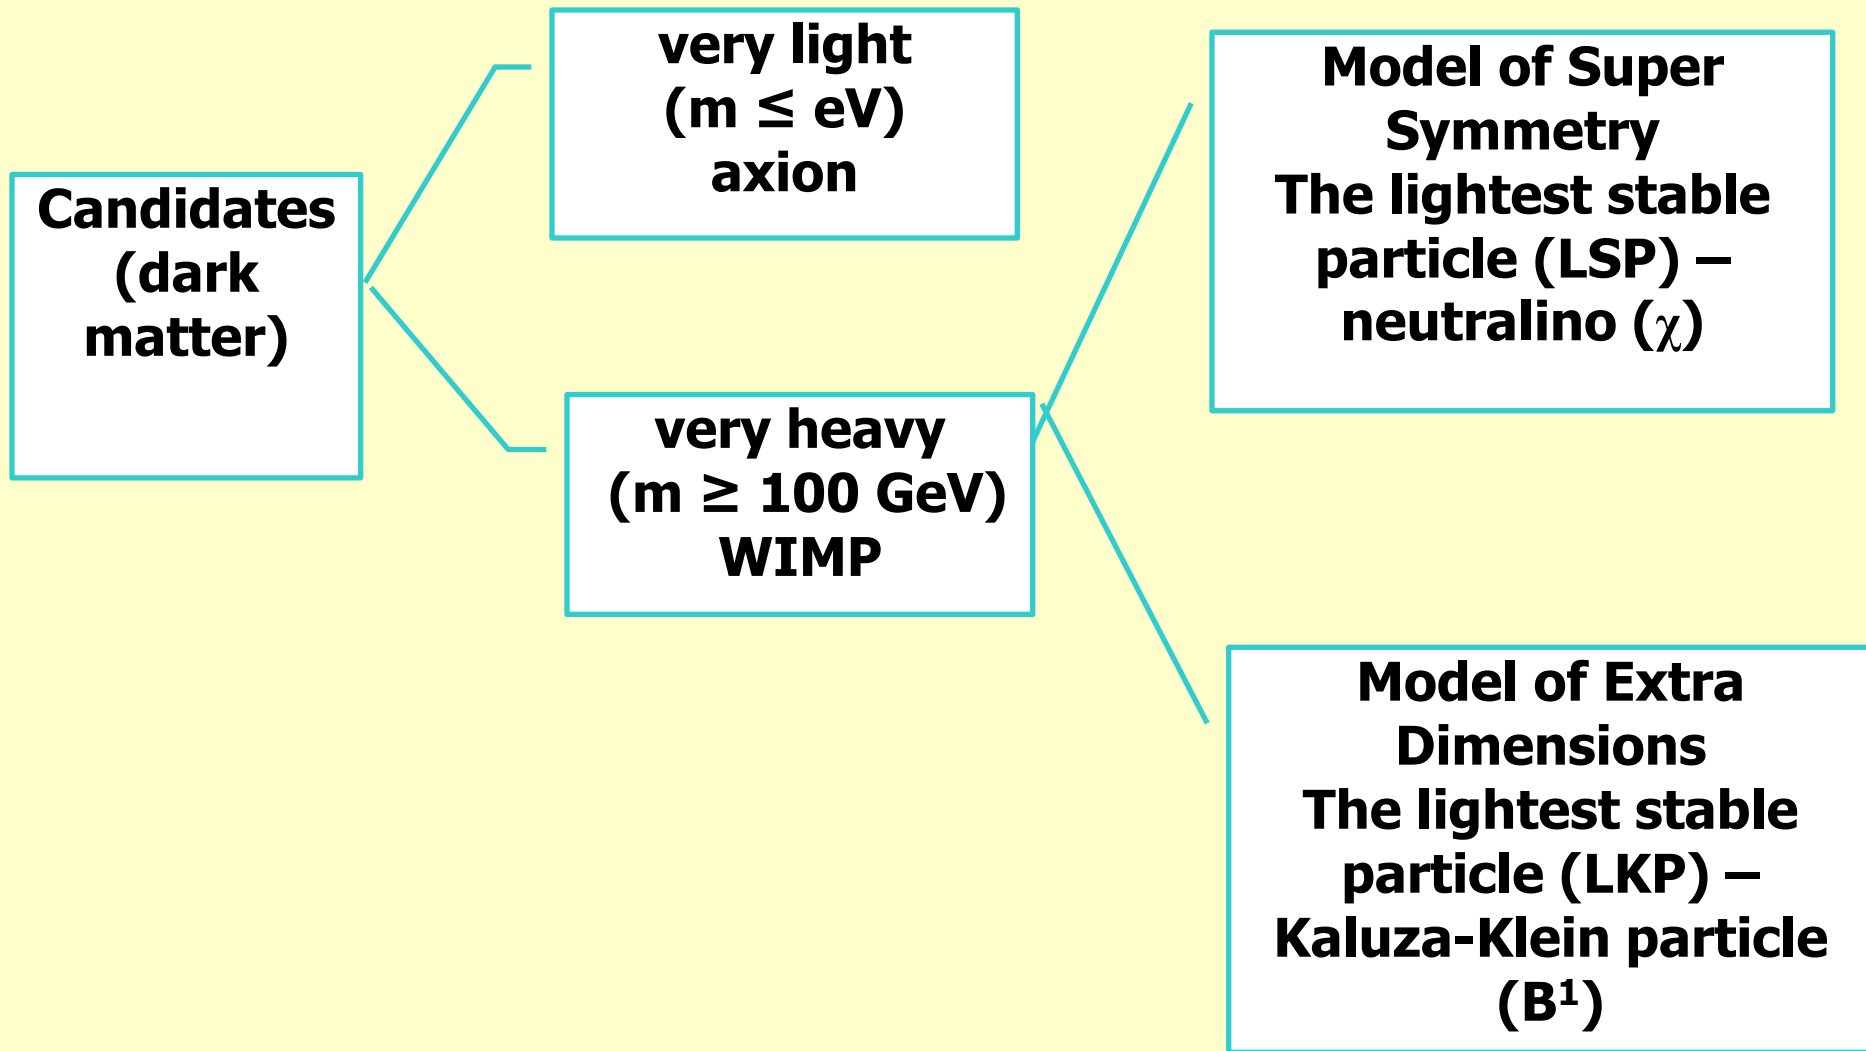 Candidates
(dark
matter)
very light
(m ≤ eV)
axion
very heavy
(m ≥ 100 GeV)
WIMP
Model of Super
Symmetry
The lightest stable
particle (LSP) –
neutralino (χ)
Model of Extra
Dimensions
The lightest stable
particle (LKP) –
Kaluza-Klein particle
(B¹)